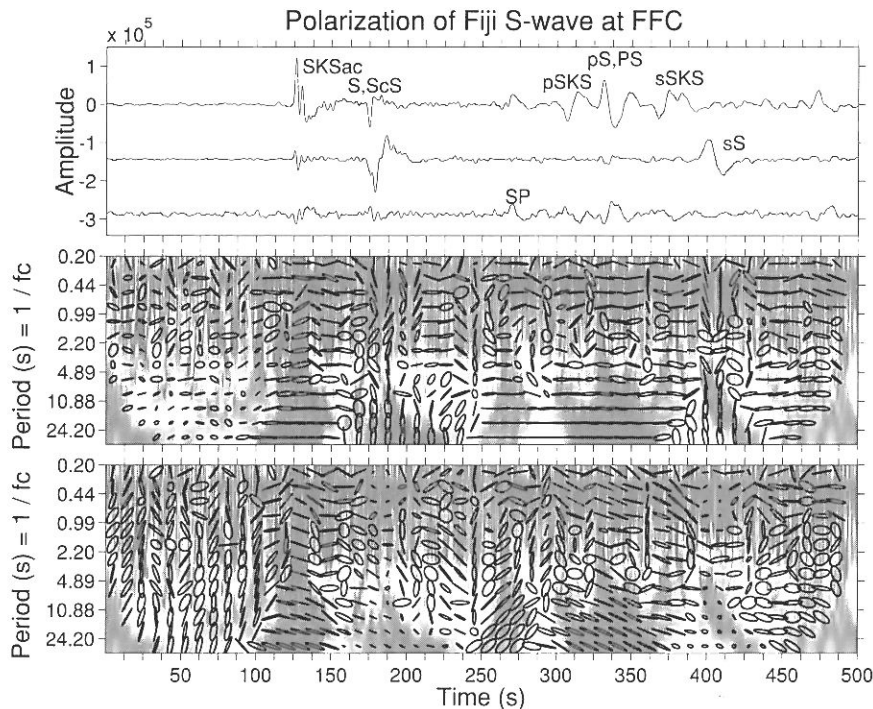 Polarization of Fiji S-wave at FFC
x 10⁵
1
0
-1
-2
-3
Amplitude
SKSac
S,ScS
pSKS
pS,PS
sSKS
sS
SP
Period (s) = 1 / fc
0.20
0.44
0.99
2.20
4.89
10.88
24.20
Period (s) = 1 / fc
0.20
0.44
0.99
2.20
4.89
10.88
24.20
50 100 150 200 250 300 350 400 450 500
Time (s)